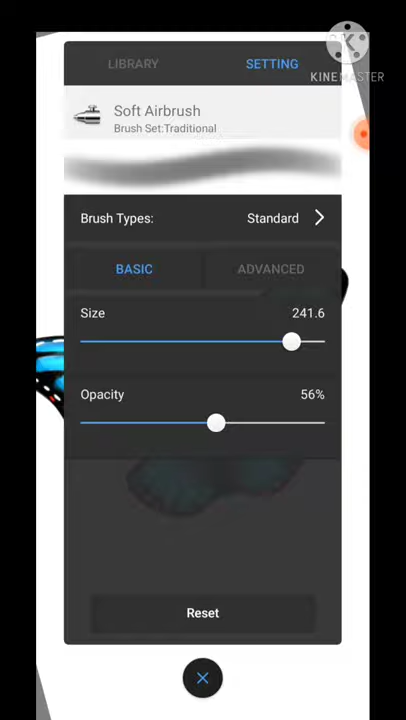 LIBRARY SETTING
KINEMASTER
Soft Airbrush
Brush Set:Traditional
Brush Types: Standard
BASIC ADVANCED
Size 241.6
Opacity 56%
Reset